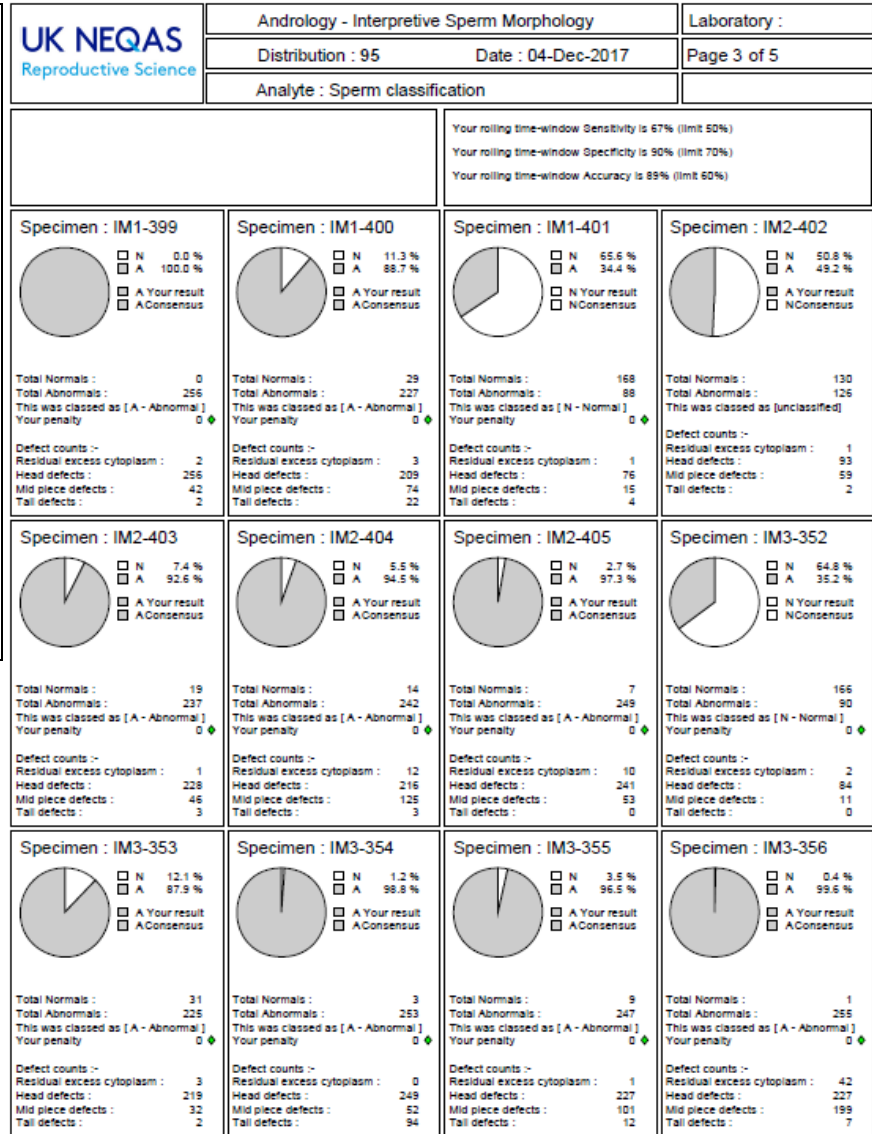 UK NEQAS
Reproductive Science
Andrology - Interpretive Sperm Morphology
Laboratory :
Distribution : 95 Date : 04-Dec-2017
Page 3 of 5
Analyte : Sperm classification
Your rolling time-window Sensitivity is 67% (limit 50%)
Your rolling time-window Specificity is 90% (limit 70%)
Your rolling time-window Accuracy is 89% (limit 60%)
Specimen : IM1-399
N 0.0 %
A 100.0 %
A Your result
A Consensus
Total Normals : 0
Total Abnormals : 256
This was classed as [ A - Abnormal ]
Your penalty 0
Defect counts :-
Residual excess cytoplasm : 2
Head defects : 256
Mid piece defects : 42
Tail defects : 2
Specimen : IM1-400
N 11.3 %
A 88.7 %
A Your result
A Consensus
Total Normals : 29
Total Abnormals : 227
This was classed as [ A - Abnormal ]
Your penalty 0
Defect counts :-
Residual excess cytoplasm : 3
Head defects : 209
Mid piece defects : 74
Tail defects : 22
Specimen : IM1-401
N 65.6 %
A 34.4 %
N Your result
N Consensus
Total Normals : 168
Total Abnormals : 88
This was classed as [ N - Normal ]
Your penalty 0
Defect counts :-
Residual excess cytoplasm : 1
Head defects : 76
Mid piece defects : 15
Tail defects : 4
Specimen : IM2-402
N 50.8 %
A 49.2 %
A Your result
N Consensus
Total Normals : 130
Total Abnormals : 126
This was classed as [unclassified]
Defect counts :-
Residual excess cytoplasm : 1
Head defects : 93
Mid piece defects : 59
Tail defects : 2
Specimen : IM2-403
N 7.4 %
A 92.6 %
A Your result
A Consensus
Total Normals : 19
Total Abnormals : 237
This was classed as [ A - Abnormal ]
Your penalty 0
Defect counts :-
Residual excess cytoplasm : 1
Head defects : 228
Mid piece defects : 46
Tail defects : 3
Specimen : IM2-404
N 5.5 %
A 94.5 %
A Your result
A Consensus
Total Normals : 14
Total Abnormals : 242
This was classed as [ A - Abnormal ]
Your penalty 0
Defect counts :-
Residual excess cytoplasm : 12
Head defects : 216
Mid piece defects : 125
Tail defects : 3
Specimen : IM2-405
N 2.7 %
A 97.3 %
A Your result
A Consensus
Total Normals : 7
Total Abnormals : 249
This was classed as [ A - Abnormal ]
Your penalty 0
Defect counts :-
Residual excess cytoplasm : 10
Head defects : 241
Mid piece defects : 53
Tail defects : 0
Specimen : IM3-352
N 64.8 %
A 35.2 %
N Your result
N Consensus
Total Normals : 166
Total Abnormals : 90
This was classed as [ N - Normal ]
Your penalty 0
Defect counts :-
Residual excess cytoplasm : 2
Head defects : 84
Mid piece defects : 11
Tail defects : 0
Specimen : IM3-353
N 12.1 %
A 87.9 %
A Your result
A Consensus
Total Normals : 31
Total Abnormals : 225
This was classed as [ A - Abnormal ]
Your penalty 0
Defect counts :-
Residual excess cytoplasm : 3
Head defects : 219
Mid piece defects : 32
Tail defects : 2
Specimen : IM3-354
N 1.2 %
A 98.8 %
A Your result
A Consensus
Total Normals : 3
Total Abnormals : 253
This was classed as [ A - Abnormal ]
Your penalty 0
Defect counts :-
Residual excess cytoplasm : 0
Head defects : 249
Mid piece defects : 52
Tail defects : 94
Specimen : IM3-355
N 3.5 %
A 96.5 %
A Your result
A Consensus
Total Normals : 9
Total Abnormals : 247
This was classed as [ A - Abnormal ]
Your penalty 0
Defect counts :-
Residual excess cytoplasm : 1
Head defects : 227
Mid piece defects : 101
Tail defects : 12
Specimen : IM3-356
N 0.4 %
A 99.6 %
A Your result
A Consensus
Total Normals : 1
Total Abnormals : 255
This was classed as [ A - Abnormal ]
Your penalty 0
Defect counts :-
Residual excess cytoplasm : 42
Head defects : 227
Mid piece defects : 199
Tail defects : 7